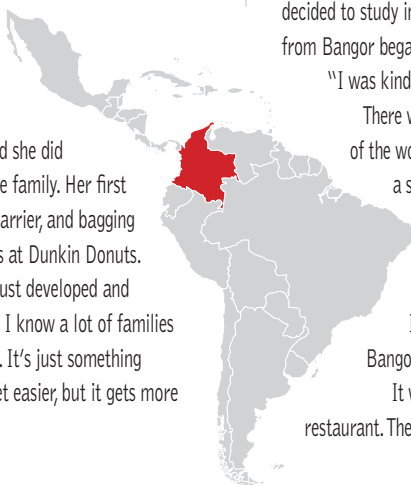 d she did
e family. Her first
arrier, and bagging
s at Dunkin Donuts.
ust developed and
I know a lot of families
. It's just something
et easier, but it gets more
decided to study in
from Bangor bega
“I was kind
There w
of the wo
a s
I
Bango
It w
restaurant. The